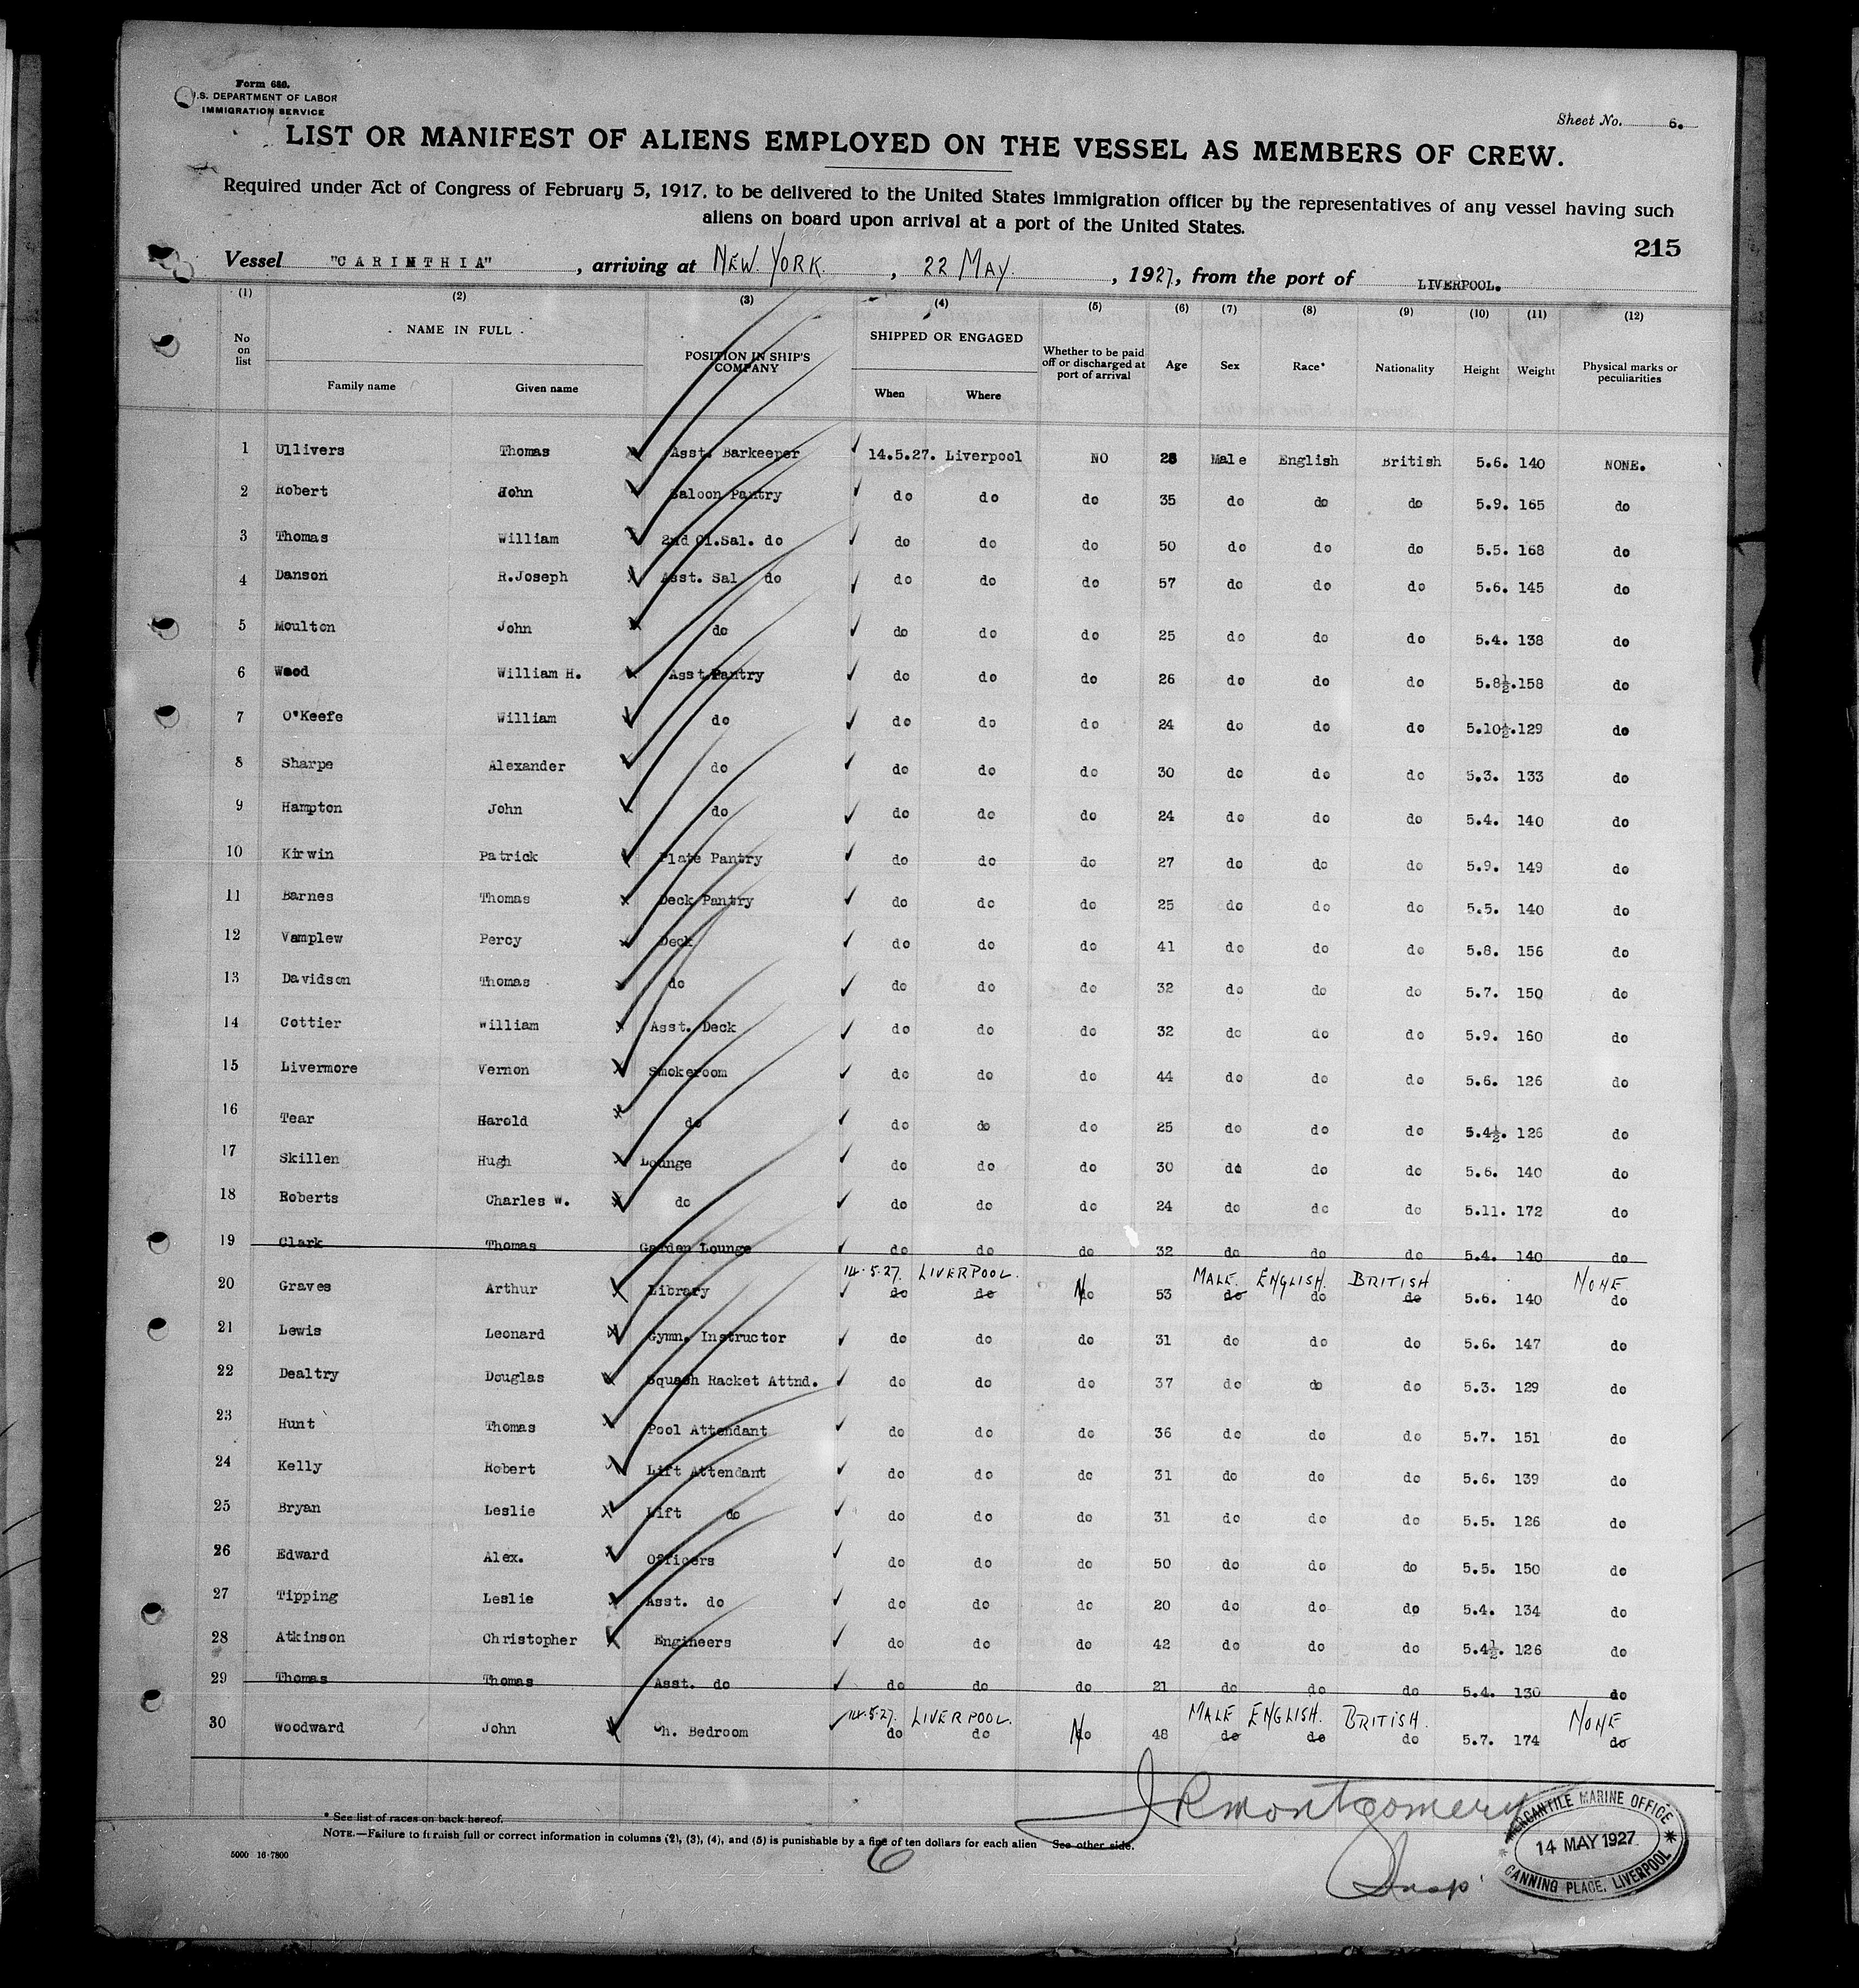 Form 680.
U.S. DEPARTMENT OF LABOR
IMMIGRATION SERVICE
Sheet No. 6.
LIST OR MANIFEST OF ALIENS EMPLOYED ON THE VESSEL AS MEMBERS OF CREW.
Required under Act of Congress of February 5, 1917, to be delivered to the United States immigration officer by the representatives of any vessel having such
aliens on board upon arrival at a port of the United States.
215
Vessel "CARINTHIA", arriving at NEW YORK, 22 MAY, 1927, from the port of LIVERPOOL.
(1) (2) (3) (4) (5) (6) (7) (8) (9) (10) (11) (12)
No on list NAME IN FULL Family name Given name POSITION IN SHIP'S COMPANY SHIPPED OR ENGAGED When Where Whether to be paid off or discharged at port of arrival Age Sex Race* Nationality Height Weight Physical marks or peculiarities
1 Ullivers Thomas Asst. Barkeeper 14.5.27. Liverpool NO 28 Male English British 5.6. 140 NONE.
2 Robert John Saloon Pantry do do do 35 do do do 5.9. 165 do
3 Thomas William 2nd Cl.Sal. do do do do 50 do do do 5.5. 168 do
4 Danson R.Joseph Asst. Sal do do do do 57 do do do 5.6. 145 do
5 Moulton John do do do do 25 do do do 5.4. 138 do
6 Wood William H. Asst Pantry do do do 26 do do do 5.8½. 158 do
7 O'Keefe William do do do do 24 do do do 5.10½. 129 do
8 Sharpe Alexander do do do do 30 do do do 5.3. 133 do
9 Hampton John do do do do 24 do do do 5.4. 140 do
10 Kirwin Patrick Plate Pantry do do do 27 do do do 5.9. 149 do
11 Barnes Thomas Deck Pantry do do do 25 do do do 5.5. 140 do
12 Vamplew Percy Deck do do do 41 do do do 5.8. 156 do
13 Davidson Thomas do do do do 32 do do do 5.7. 150 do
14 Cottier William Asst. Deck do do do 32 do do do 5.9. 160 do
15 Livermore Vernon Smokeroom do do do 44 do do do 5.6. 126 do
16 Tear Harold do do do do 25 do do do 5.4½. 126 do
17 Skillen Hugh Lounge do do do 30 do do do 5.6. 140 do
18 Roberts Charles W. do do do do 24 do do do 5.11. 172 do
19 Clark Thomas Garden Lounge do do do 32 do do do 5.4. 140 do
14.5.27. LIVERPOOL. MALE. ENGLISH. BRITISH NONE
20 Graves Arthur Library do do No 53 do do do 5.6. 140 do
21 Lewis Leonard Gymn. Instructor do do do 31 do do do 5.6. 147 do
22 Dealtry Douglas Squash Racket Attnd. do do do 37 do do do 5.3. 129 do
23 Hunt Thomas Pool Attendant do do do 36 do do do 5.7. 151 do
24 Kelly Robert Lift Attendant do do do 31 do do do 5.6. 139 do
25 Bryan Leslie Lift do do do do 31 do do do 5.5. 126 do
26 Edward Alex. Officers do do do 50 do do do 5.5. 150 do
27 Tipping Leslie Asst. do do do do 20 do do do 5.4. 134 do
28 Atkinson Christopher Engineers do do do 42 do do do 5.4½. 126 do
29 Thomas Thomas Asst. do do do do 21 do do do 5.4. 130 do
14.5.27. LIVERPOOL. MALE ENGLISH. BRITISH. NONE
30 Woodward John Ch. Bedroom do do No 48 do do do 5.7. 174 do
* See list of races on back hereof.
NOTE.—Failure to furnish full or correct information in columns (2), (3), (4), and (5) is punishable by a fine of ten dollars for each alien See other side.
5000 16-7800
Montgomery
MERCANTILE MARINE OFFICE
14 MAY 1927
CANNING PLACE, LIVERPOOL